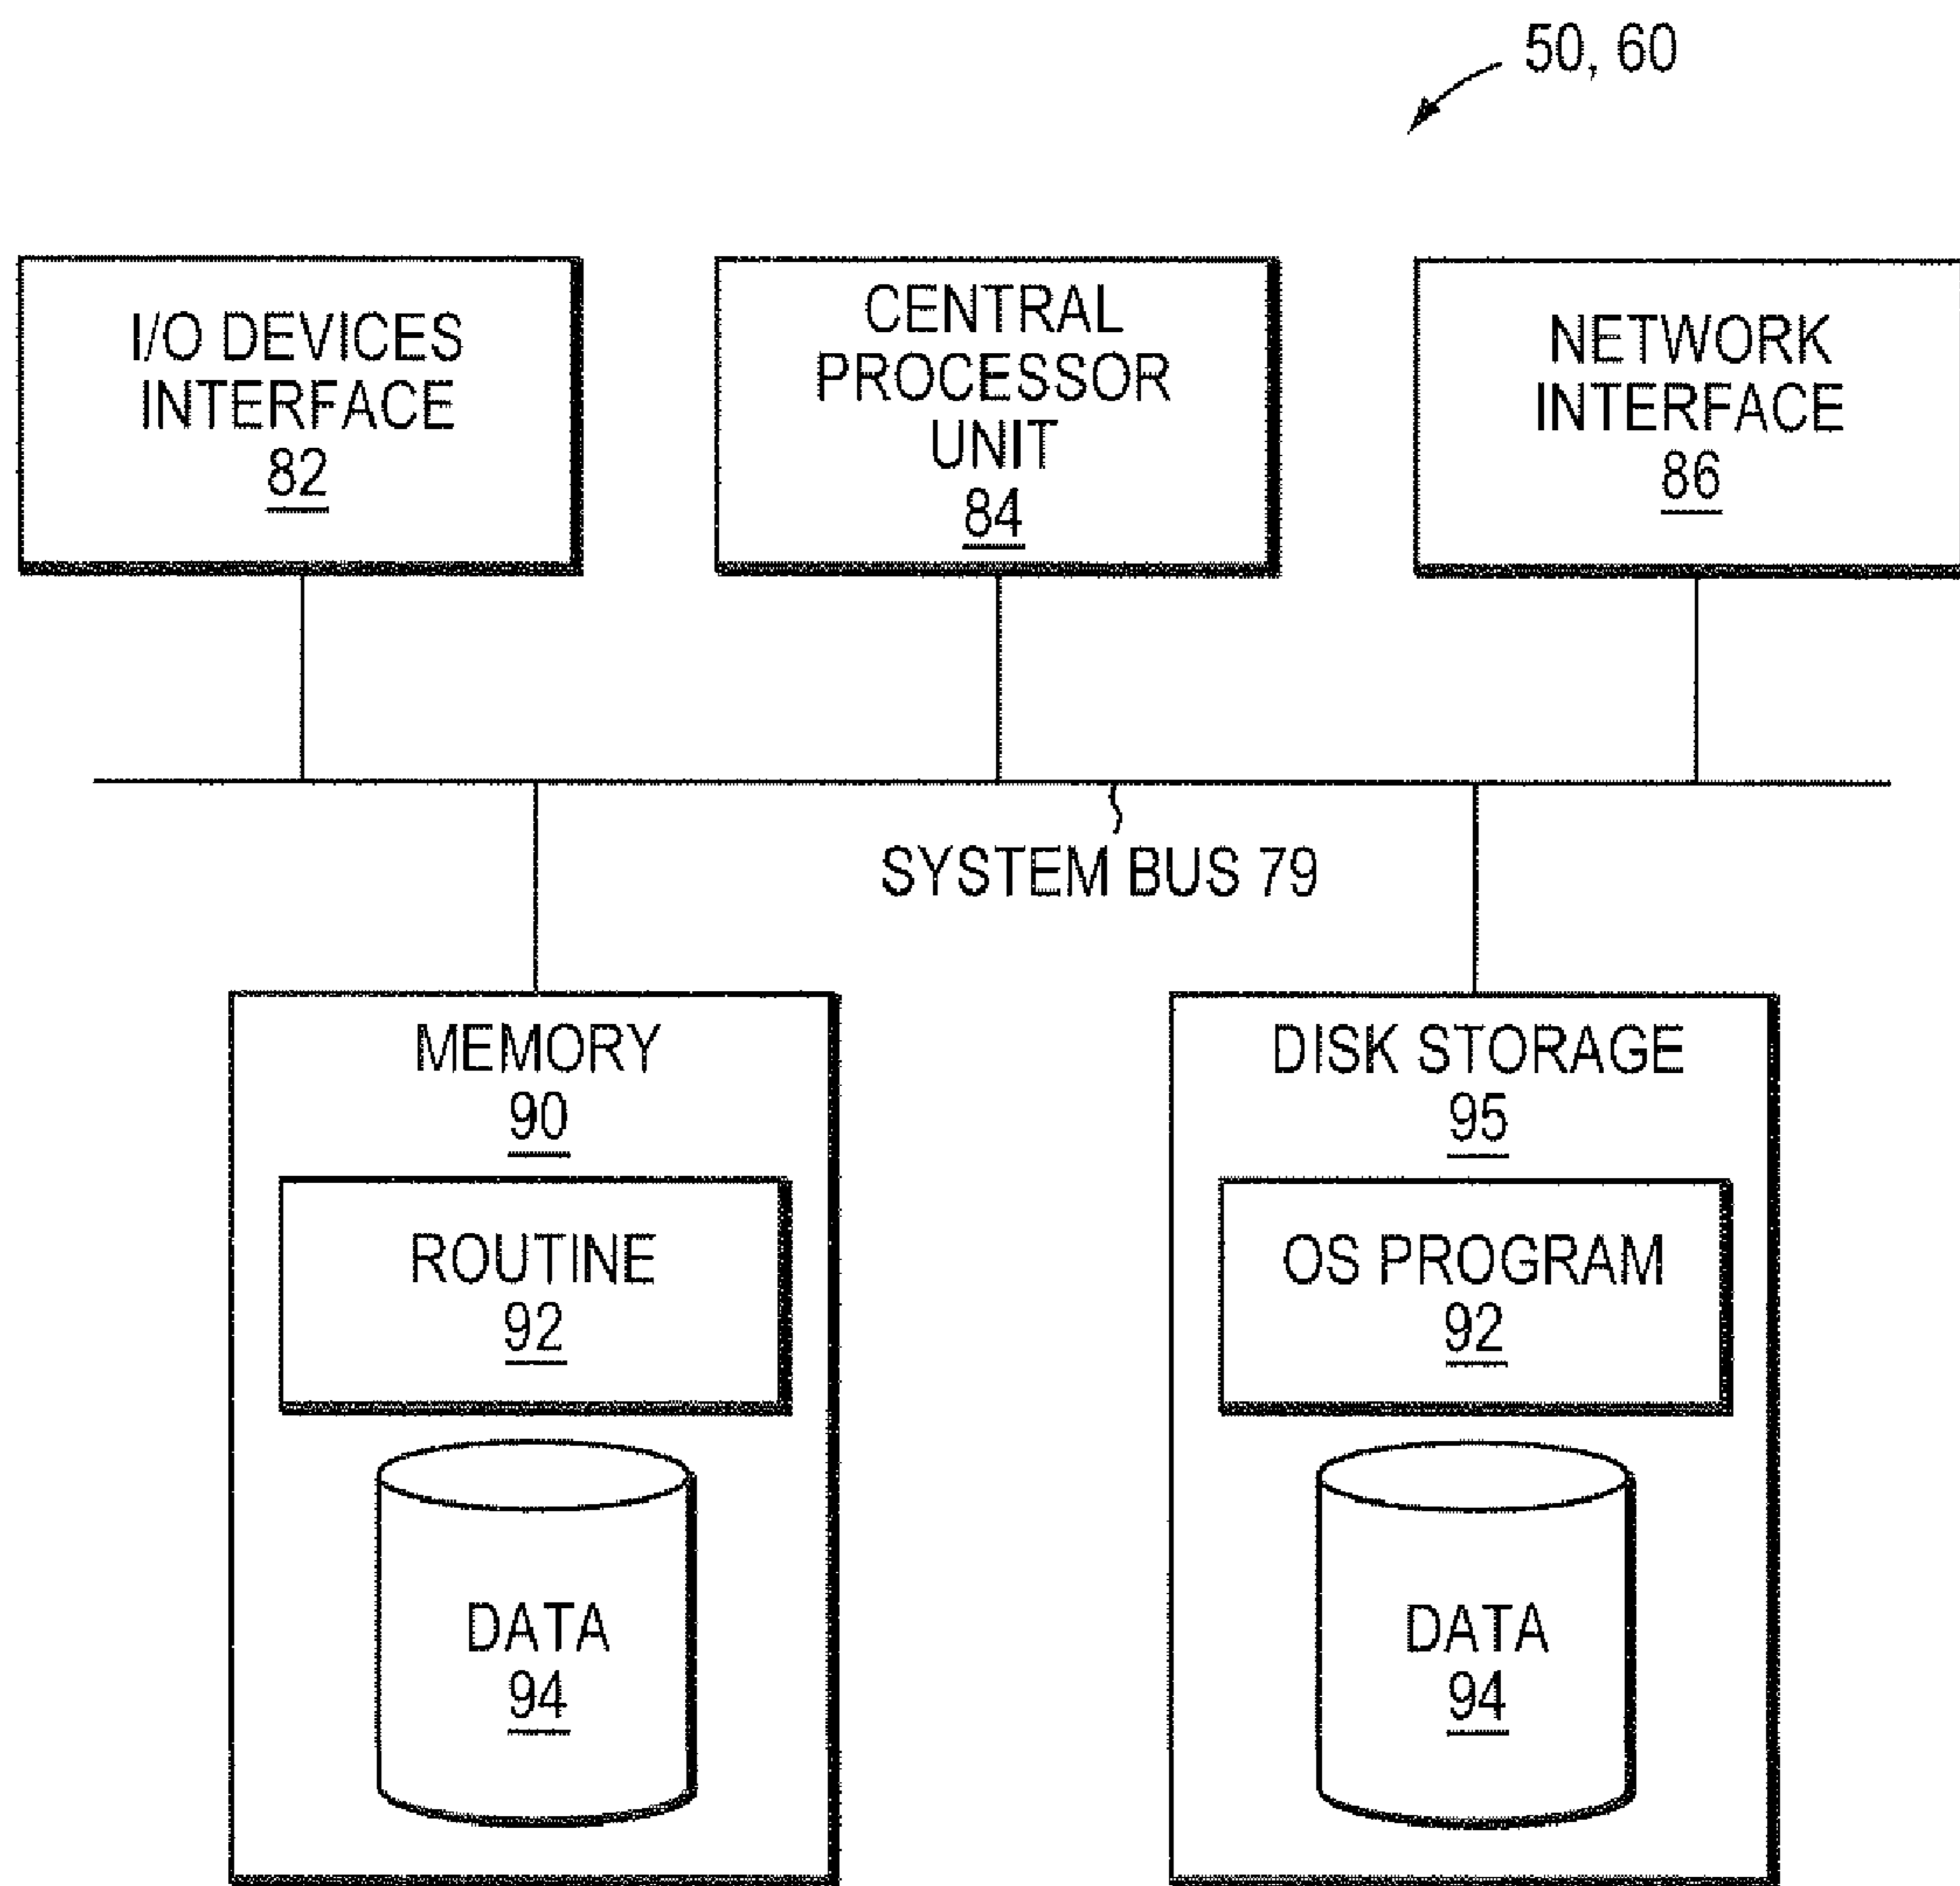 50, 60
I/O DEVICES
INTERFACE
82
CENTRAL
PROCESSOR
UNIT
84
NETWORK
INTERFACE
86
SYSTEM BUS 79
MEMORY
90
ROUTINE
92
DATA
94
DISK STORAGE
95
OS PROGRAM
92
DATA
94